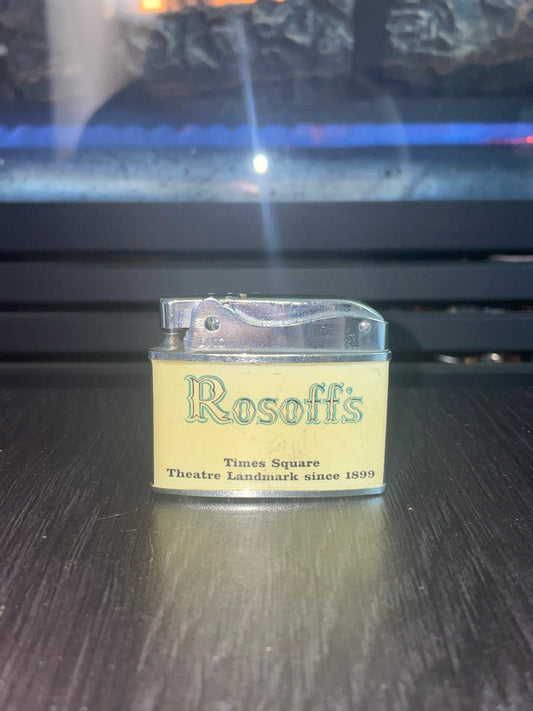 Rosoff's
Times Square
Theatre Landmark since 1899